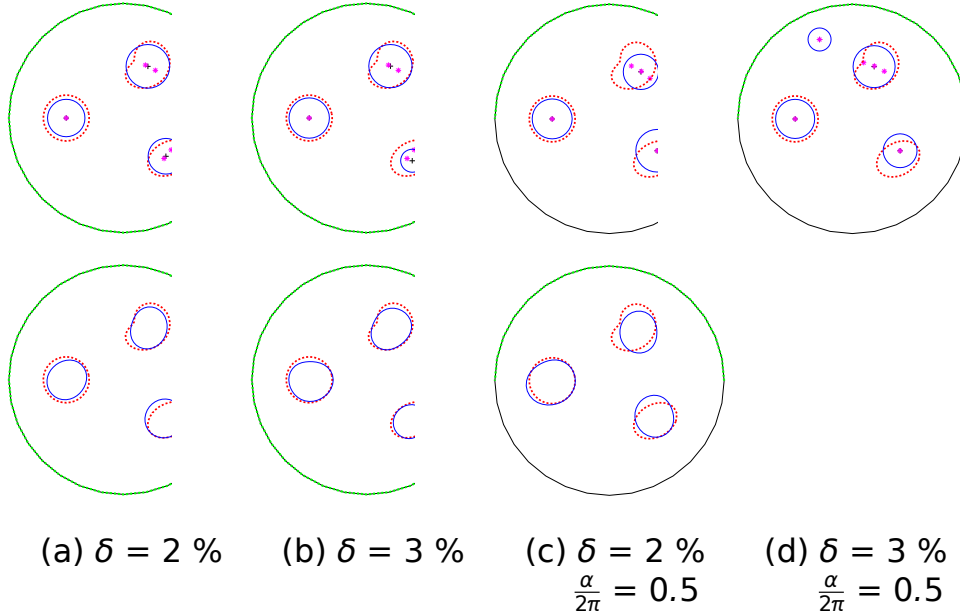 (a) δ = 2 % (b) δ = 3 % (c) δ = 2 % (d) δ = 3 %
α/2π = 0.5 α/2π = 0.5